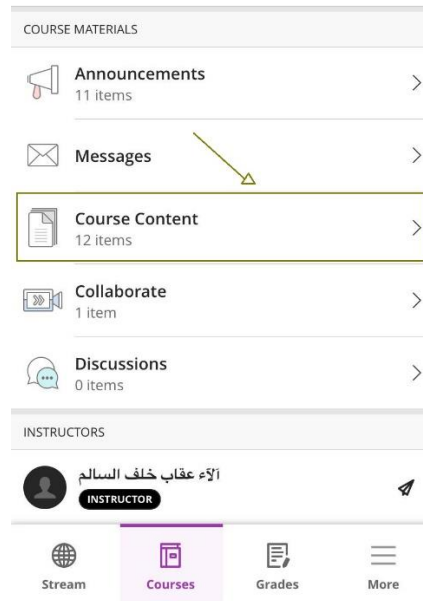 COURSE MATERIALS
Announcements
11 items
Messages
Course Content
12 items
Collaborate
1 item
Discussions
0 items
INSTRUCTORS
آلآء عقاب خلف السالم
INSTRUCTOR
Stream
Courses
Grades
More